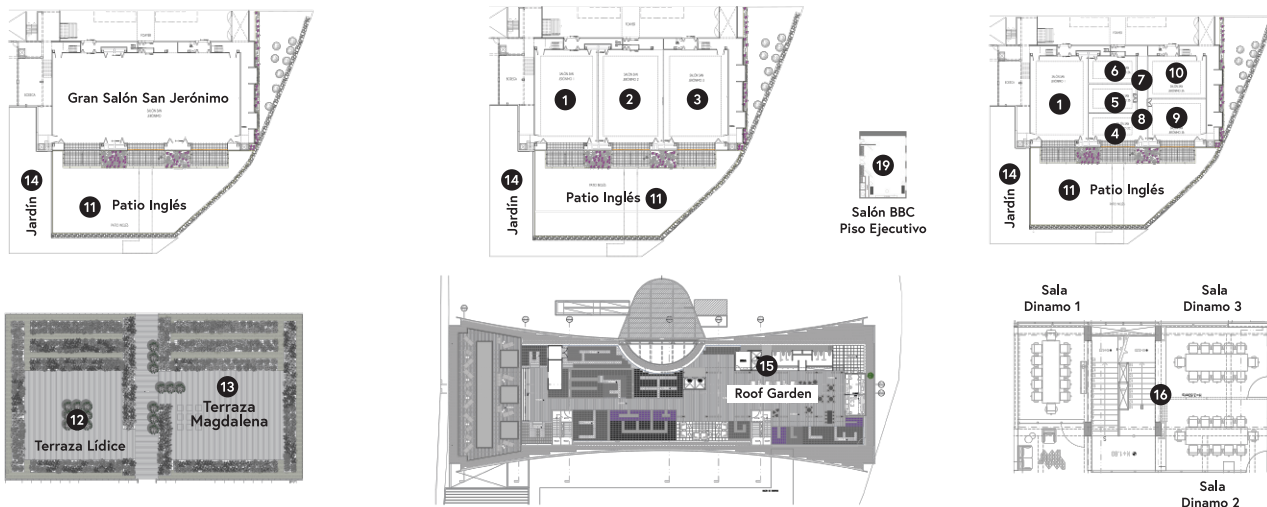 Gran Salón San Jerónimo
14
Jardín
11 Patio Inglés
1
2
3
14
Jardín
Patio Inglés 11
19
Salón BBC
Piso Ejecutivo
6
7
10
1
5
8
9
4
14
Jardín
11 Patio Inglés
13
Terraza
Magdalena
12
Terraza Lídice
15
Roof Garden
Sala
Dinamo 1
Sala
Dinamo 3
16
Sala
Dinamo 2